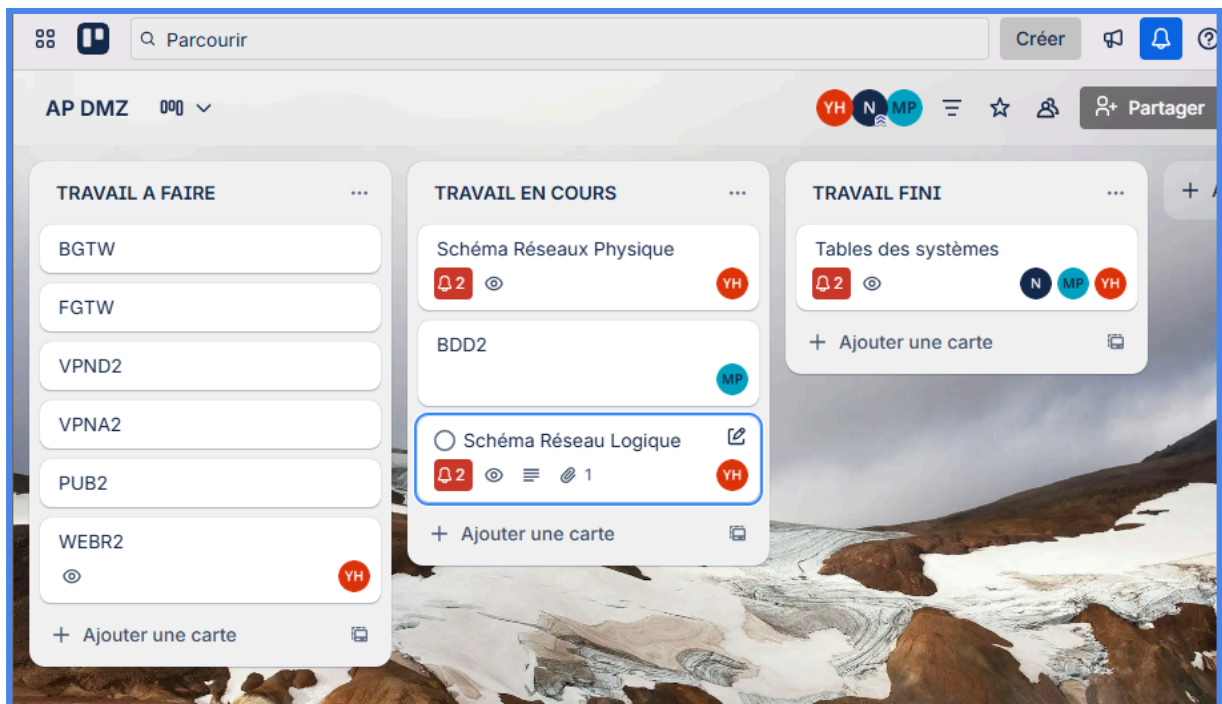 Parcourir
Créer
AP DMZ
YH N MP
Partager
TRAVAIL A FAIRE
BGTW
FGTW
VPND2
VPNA2
PUB2
WEBR2
YH
Ajouter une carte
TRAVAIL EN COURS
Schéma Réseaux Physique
2 YH
BDD2
MP
Schéma Réseau Logique
2 1 YH
Ajouter une carte
TRAVAIL FINI
Tables des systèmes
2 N MP YH
Ajouter une carte